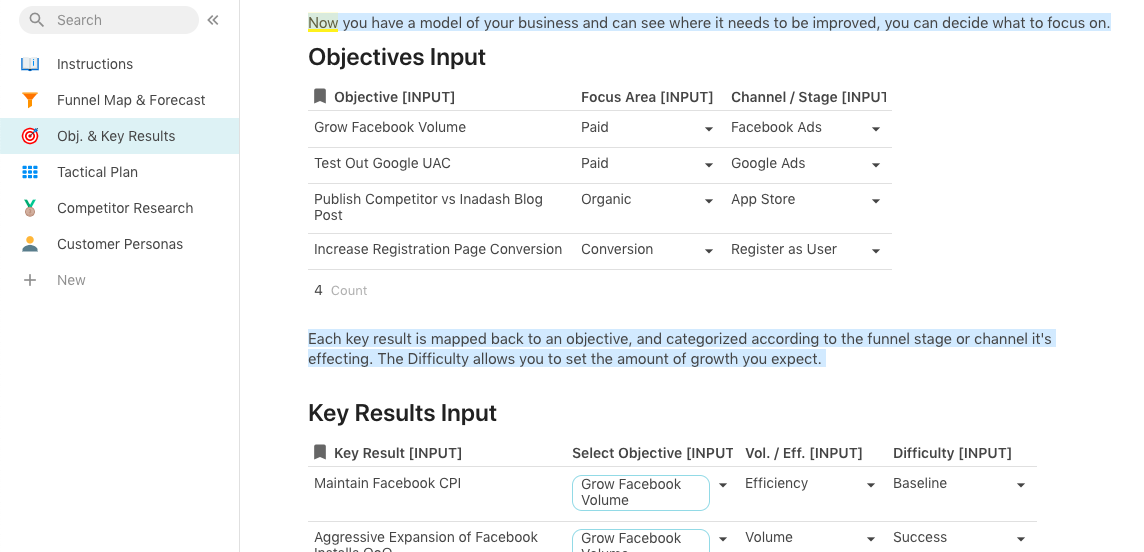 Search
Instructions
Funnel Map & Forecast
Obj. & Key Results
Tactical Plan
Competitor Research
Customer Personas
New
Now you have a model of your business and can see where it needs to be improved, you can decide what to focus on.
Objectives Input
Objective [INPUT] Focus Area [INPUT] Channel / Stage [INPUT
Grow Facebook Volume Paid Facebook Ads
Test Out Google UAC Paid Google Ads
Publish Competitor vs Inadash Blog Organic App Store
Post
Increase Registration Page Conversion Conversion Register as User
4 Count
Each key result is mapped back to an objective, and categorized according to the funnel stage or channel it's
effecting. The Difficulty allows you to set the amount of growth you expect.
Key Results Input
Key Result [INPUT] Select Objective [INPUT Vol. / Eff. [INPUT] Difficulty [INPUT]
Maintain Facebook CPI Grow Facebook Efficiency Baseline
Volume
Aggressive Expansion of Facebook Grow Facebook Volume Success
Installs QoQ Volume